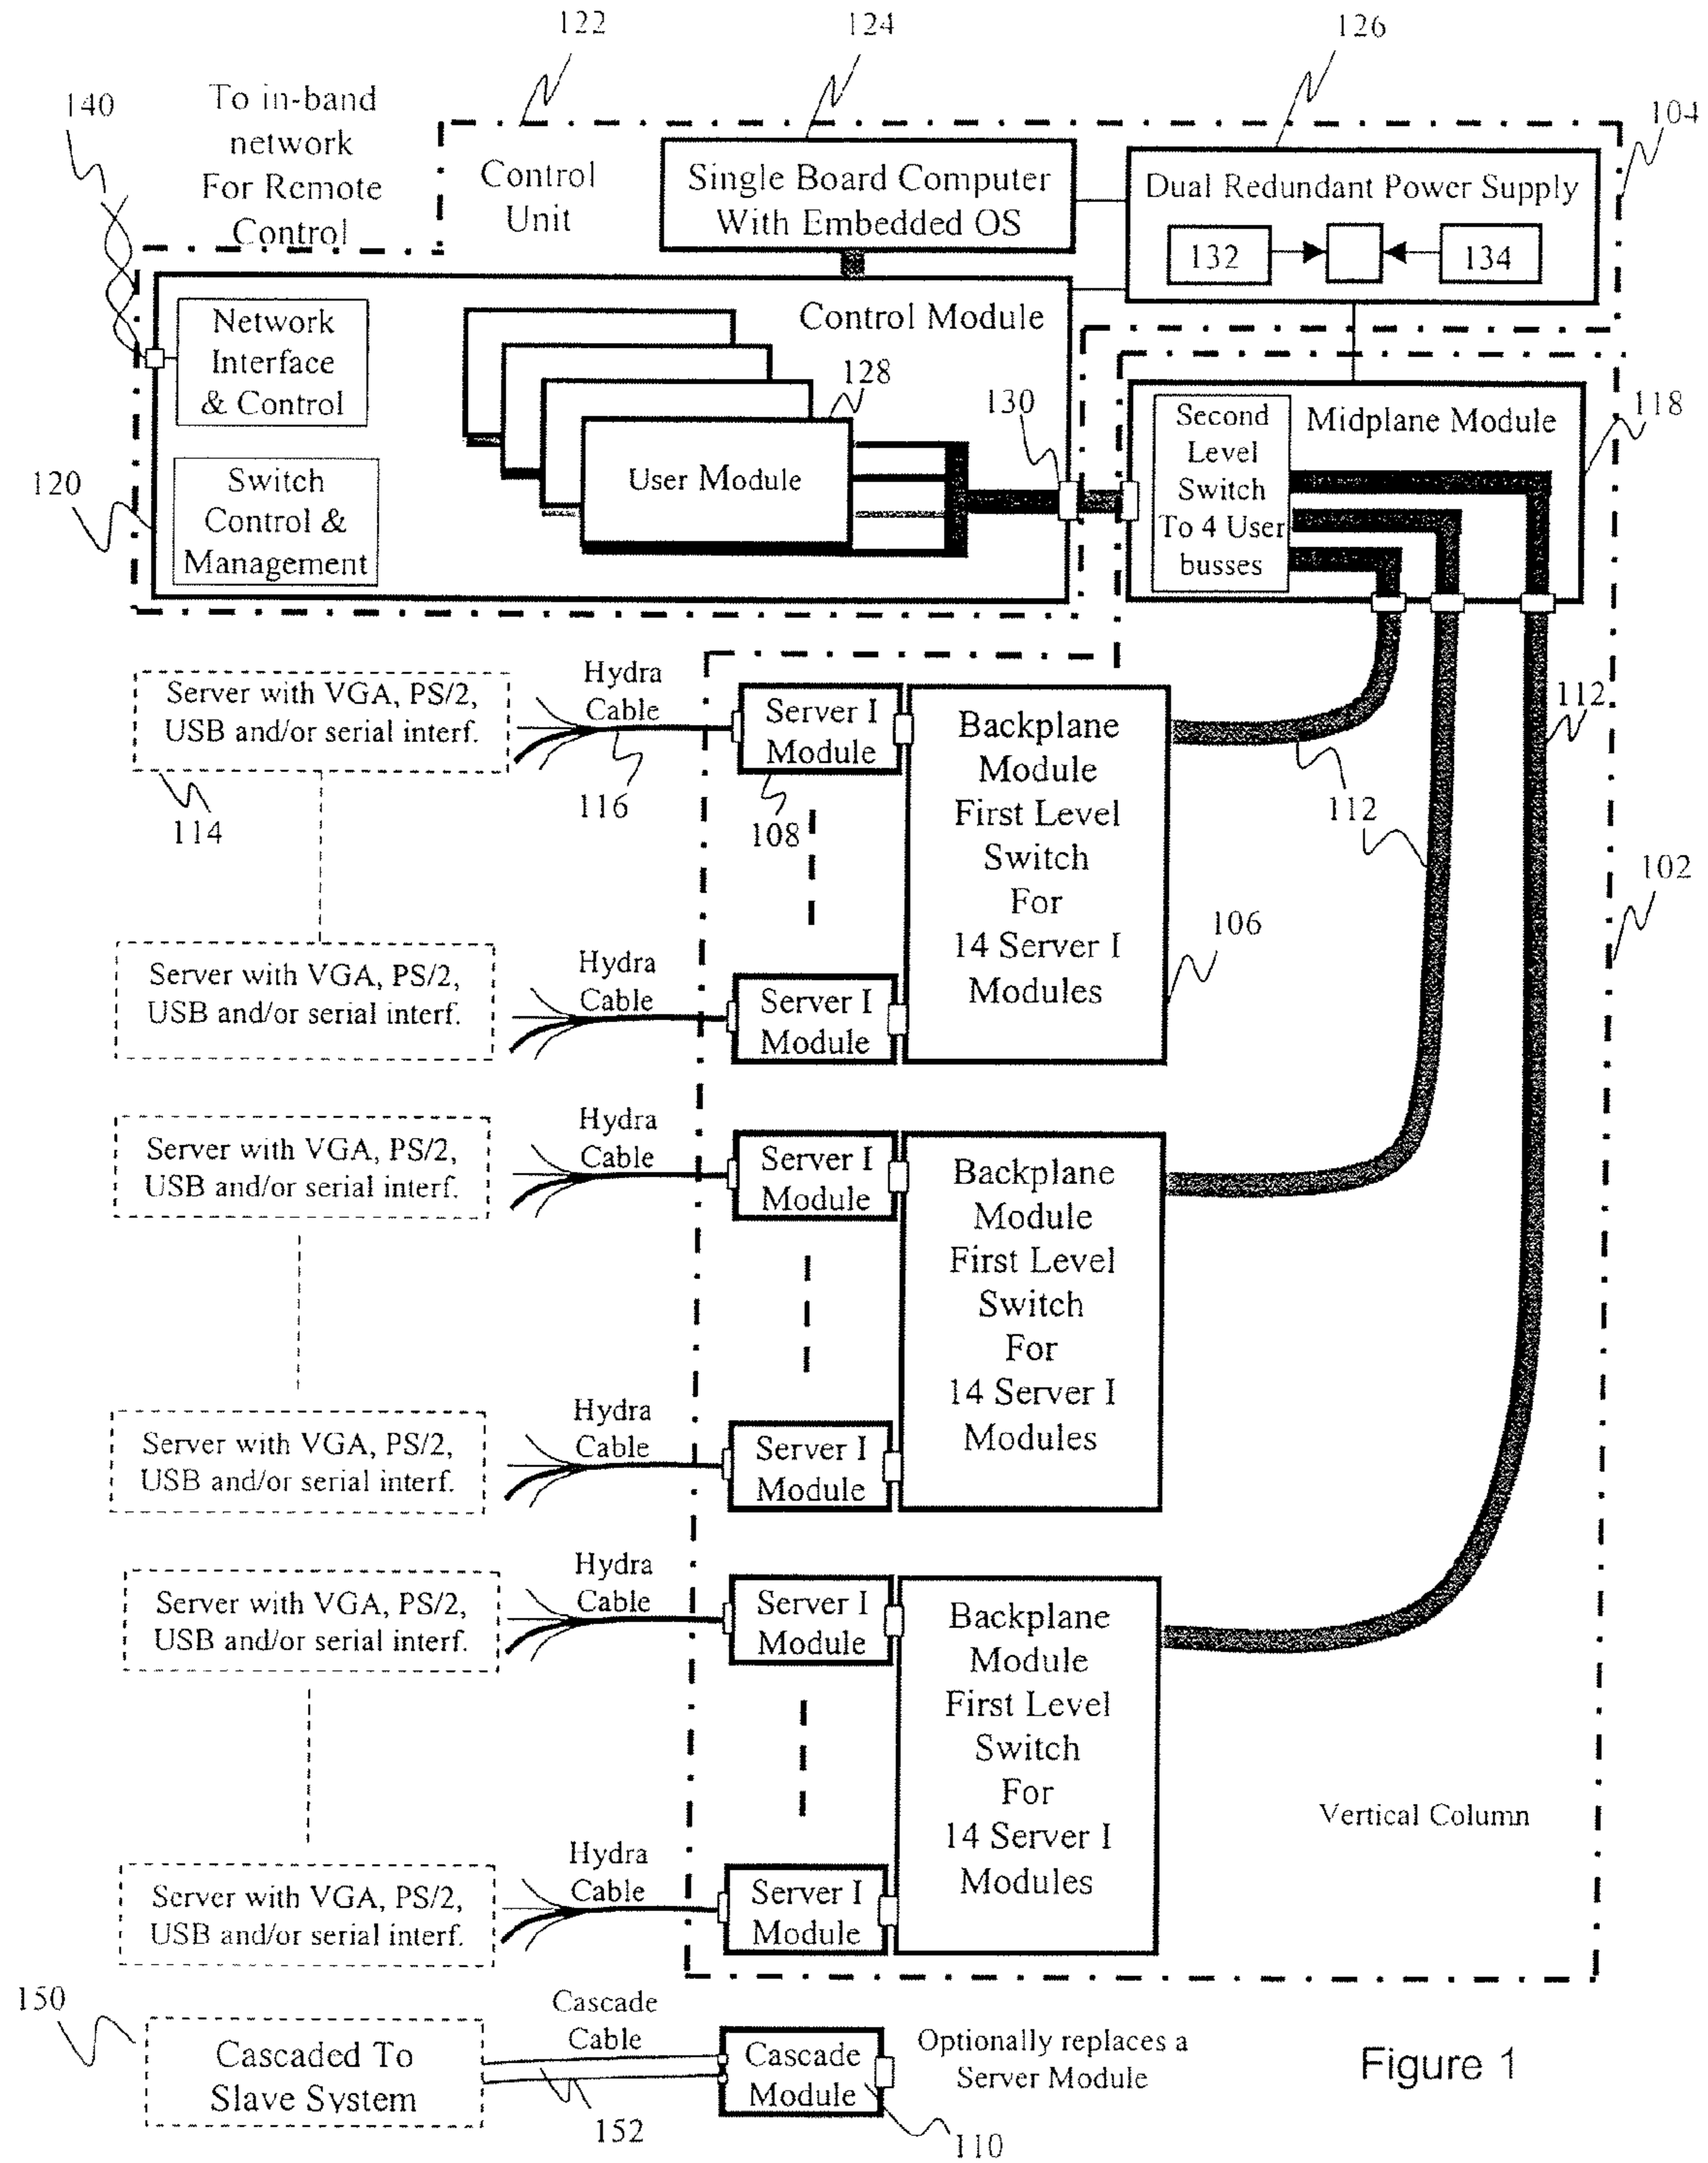 122
124
126
140
To in-band
network
For Remote
Control
104
Control
Unit
Single Board Computer
With Embedded OS
Dual Redundant Power Supply
132
134
Network
Interface
& Control
Control Module
128
130
User Module
120
Switch
Control &
Management
Second
Level
Switch
To 4 User
busses
Midplane Module
118
Server with VGA, PS/2,
USB and/or serial interf.
114
Hydra
Cable
116
Server I
Module
108
Backplane
Module
First Level
Switch
For
14 Server I
Modules
112
112
102
106
Server with VGA, PS/2,
USB and/or serial interf.
Hydra
Cable
Server I
Module
Server with VGA, PS/2,
USB and/or serial interf.
Hydra
Cable
Server I
Module
Backplane
Module
First Level
Switch
For
14 Server I
Modules
Server with VGA, PS/2,
USB and/or serial interf.
Hydra
Cable
Server I
Module
Server with VGA, PS/2,
USB and/or serial interf.
Hydra
Cable
Server I
Module
Backplane
Module
First Level
Switch
For
14 Server I
Modules
Vertical Column
Server with VGA, PS/2,
USB and/or serial interf.
Hydra
Cable
Server I
Module
150
Cascaded To
Slave System
Cascade
Cable
152
Cascade
Module
110
Optionally replaces a
Server Module
Figure 1